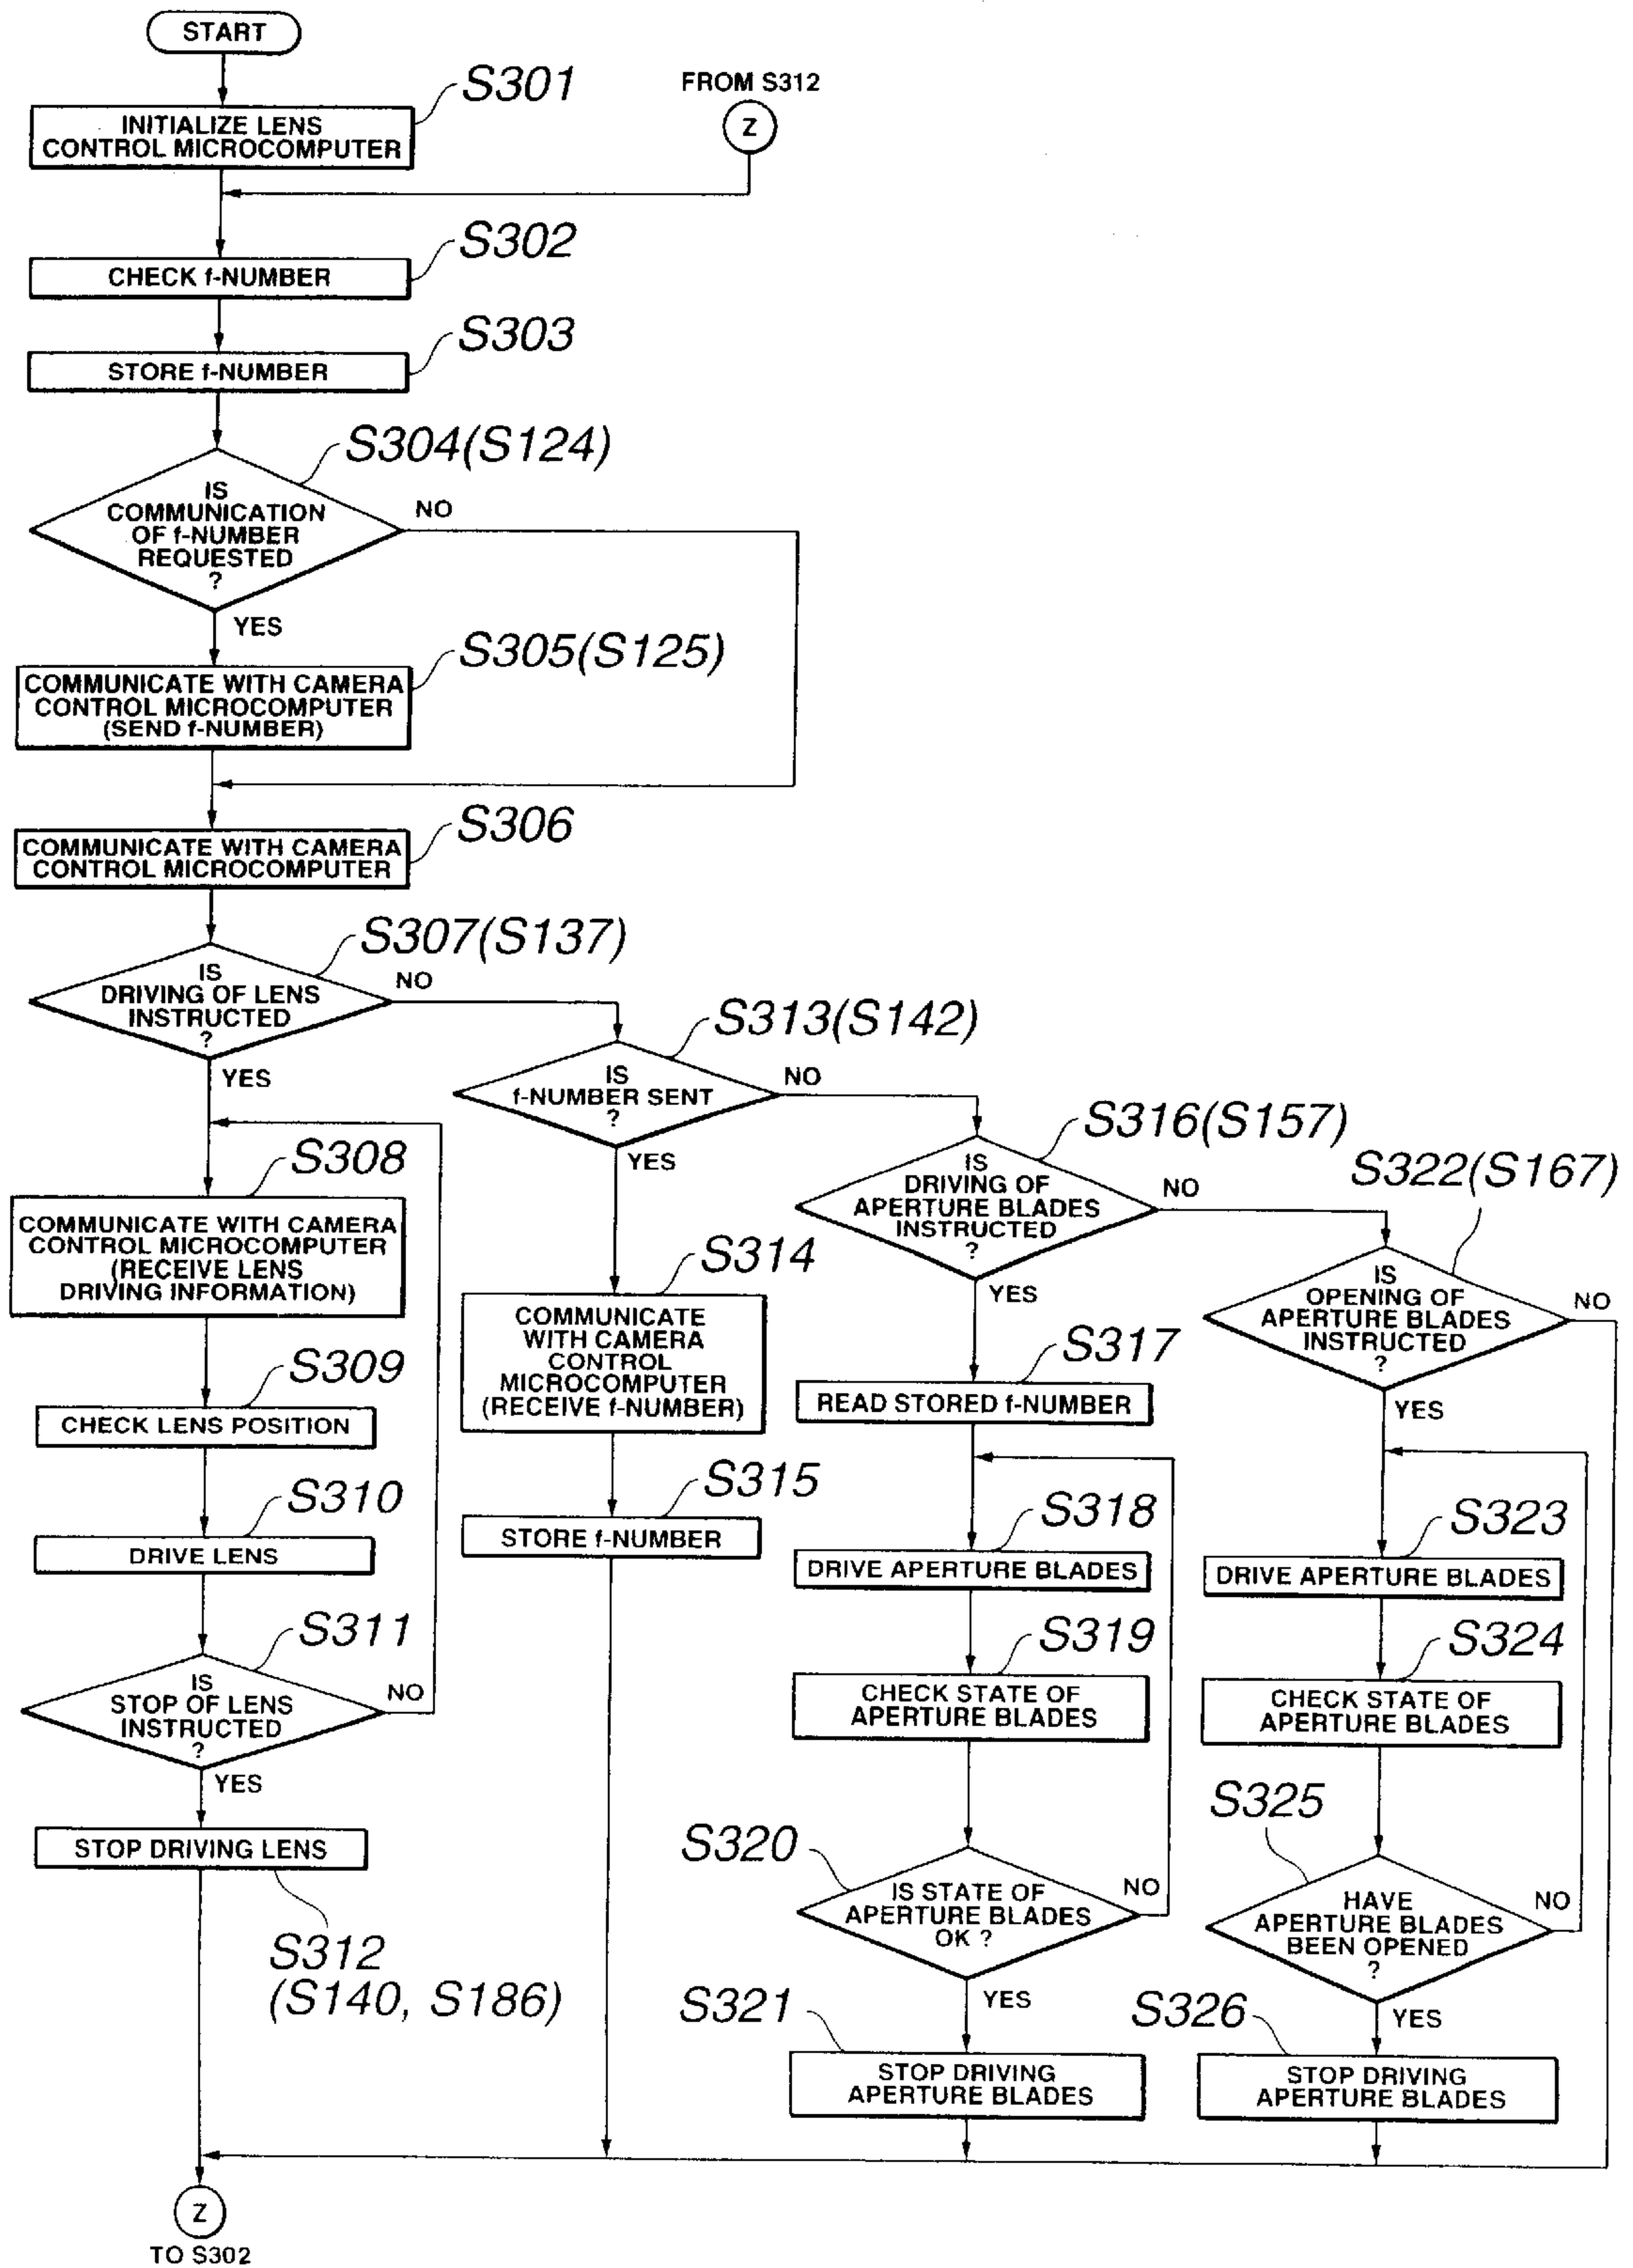 START
S301
FROM S312
Z
INITIALIZE LENS
CONTROL MICROCOMPUTER
S302
CHECK f-NUMBER
S303
STORE f-NUMBER
S304(S124)
IS
COMMUNICATION
OF f-NUMBER
REQUESTED
?
NO
YES
S305(S125)
COMMUNICATE WITH CAMERA
CONTROL MICROCOMPUTER
(SEND f-NUMBER)
S306
COMMUNICATE WITH CAMERA
CONTROL MICROCOMPUTER
S307(S137)
IS
DRIVING OF LENS
INSTRUCTED
?
NO
YES
S308
COMMUNICATE WITH CAMERA
CONTROL MICROCOMPUTER
(RECEIVE LENS
DRIVING INFORMATION)
S309
CHECK LENS POSITION
S310
DRIVE LENS
S311
IS
STOP OF LENS
INSTRUCTED
?
NO
YES
STOP DRIVING LENS
S312
(S140, S186)
S313(S142)
IS
f-NUMBER SENT
?
NO
YES
S314
COMMUNICATE
WITH CAMERA
CONTROL
MICROCOMPUTER
(RECEIVE f-NUMBER)
S315
STORE f-NUMBER
S316(S157)
IS
DRIVING OF
APERTURE BLADES
INSTRUCTED
?
NO
YES
S317
READ STORED f-NUMBER
S318
DRIVE APERTURE BLADES
S319
CHECK STATE OF
APERTURE BLADES
S320
IS STATE OF
APERTURE BLADES
OK ?
NO
YES
S321
STOP DRIVING
APERTURE BLADES
S322(S167)
IS
OPENING OF
APERTURE BLADES
INSTRUCTED
?
NO
YES
S323
DRIVE APERTURE BLADES
S324
CHECK STATE OF
APERTURE BLADES
S325
HAVE
APERTURE BLADES
BEEN OPENED
?
NO
YES
S326
STOP DRIVING
APERTURE BLADES
Z
TO S302